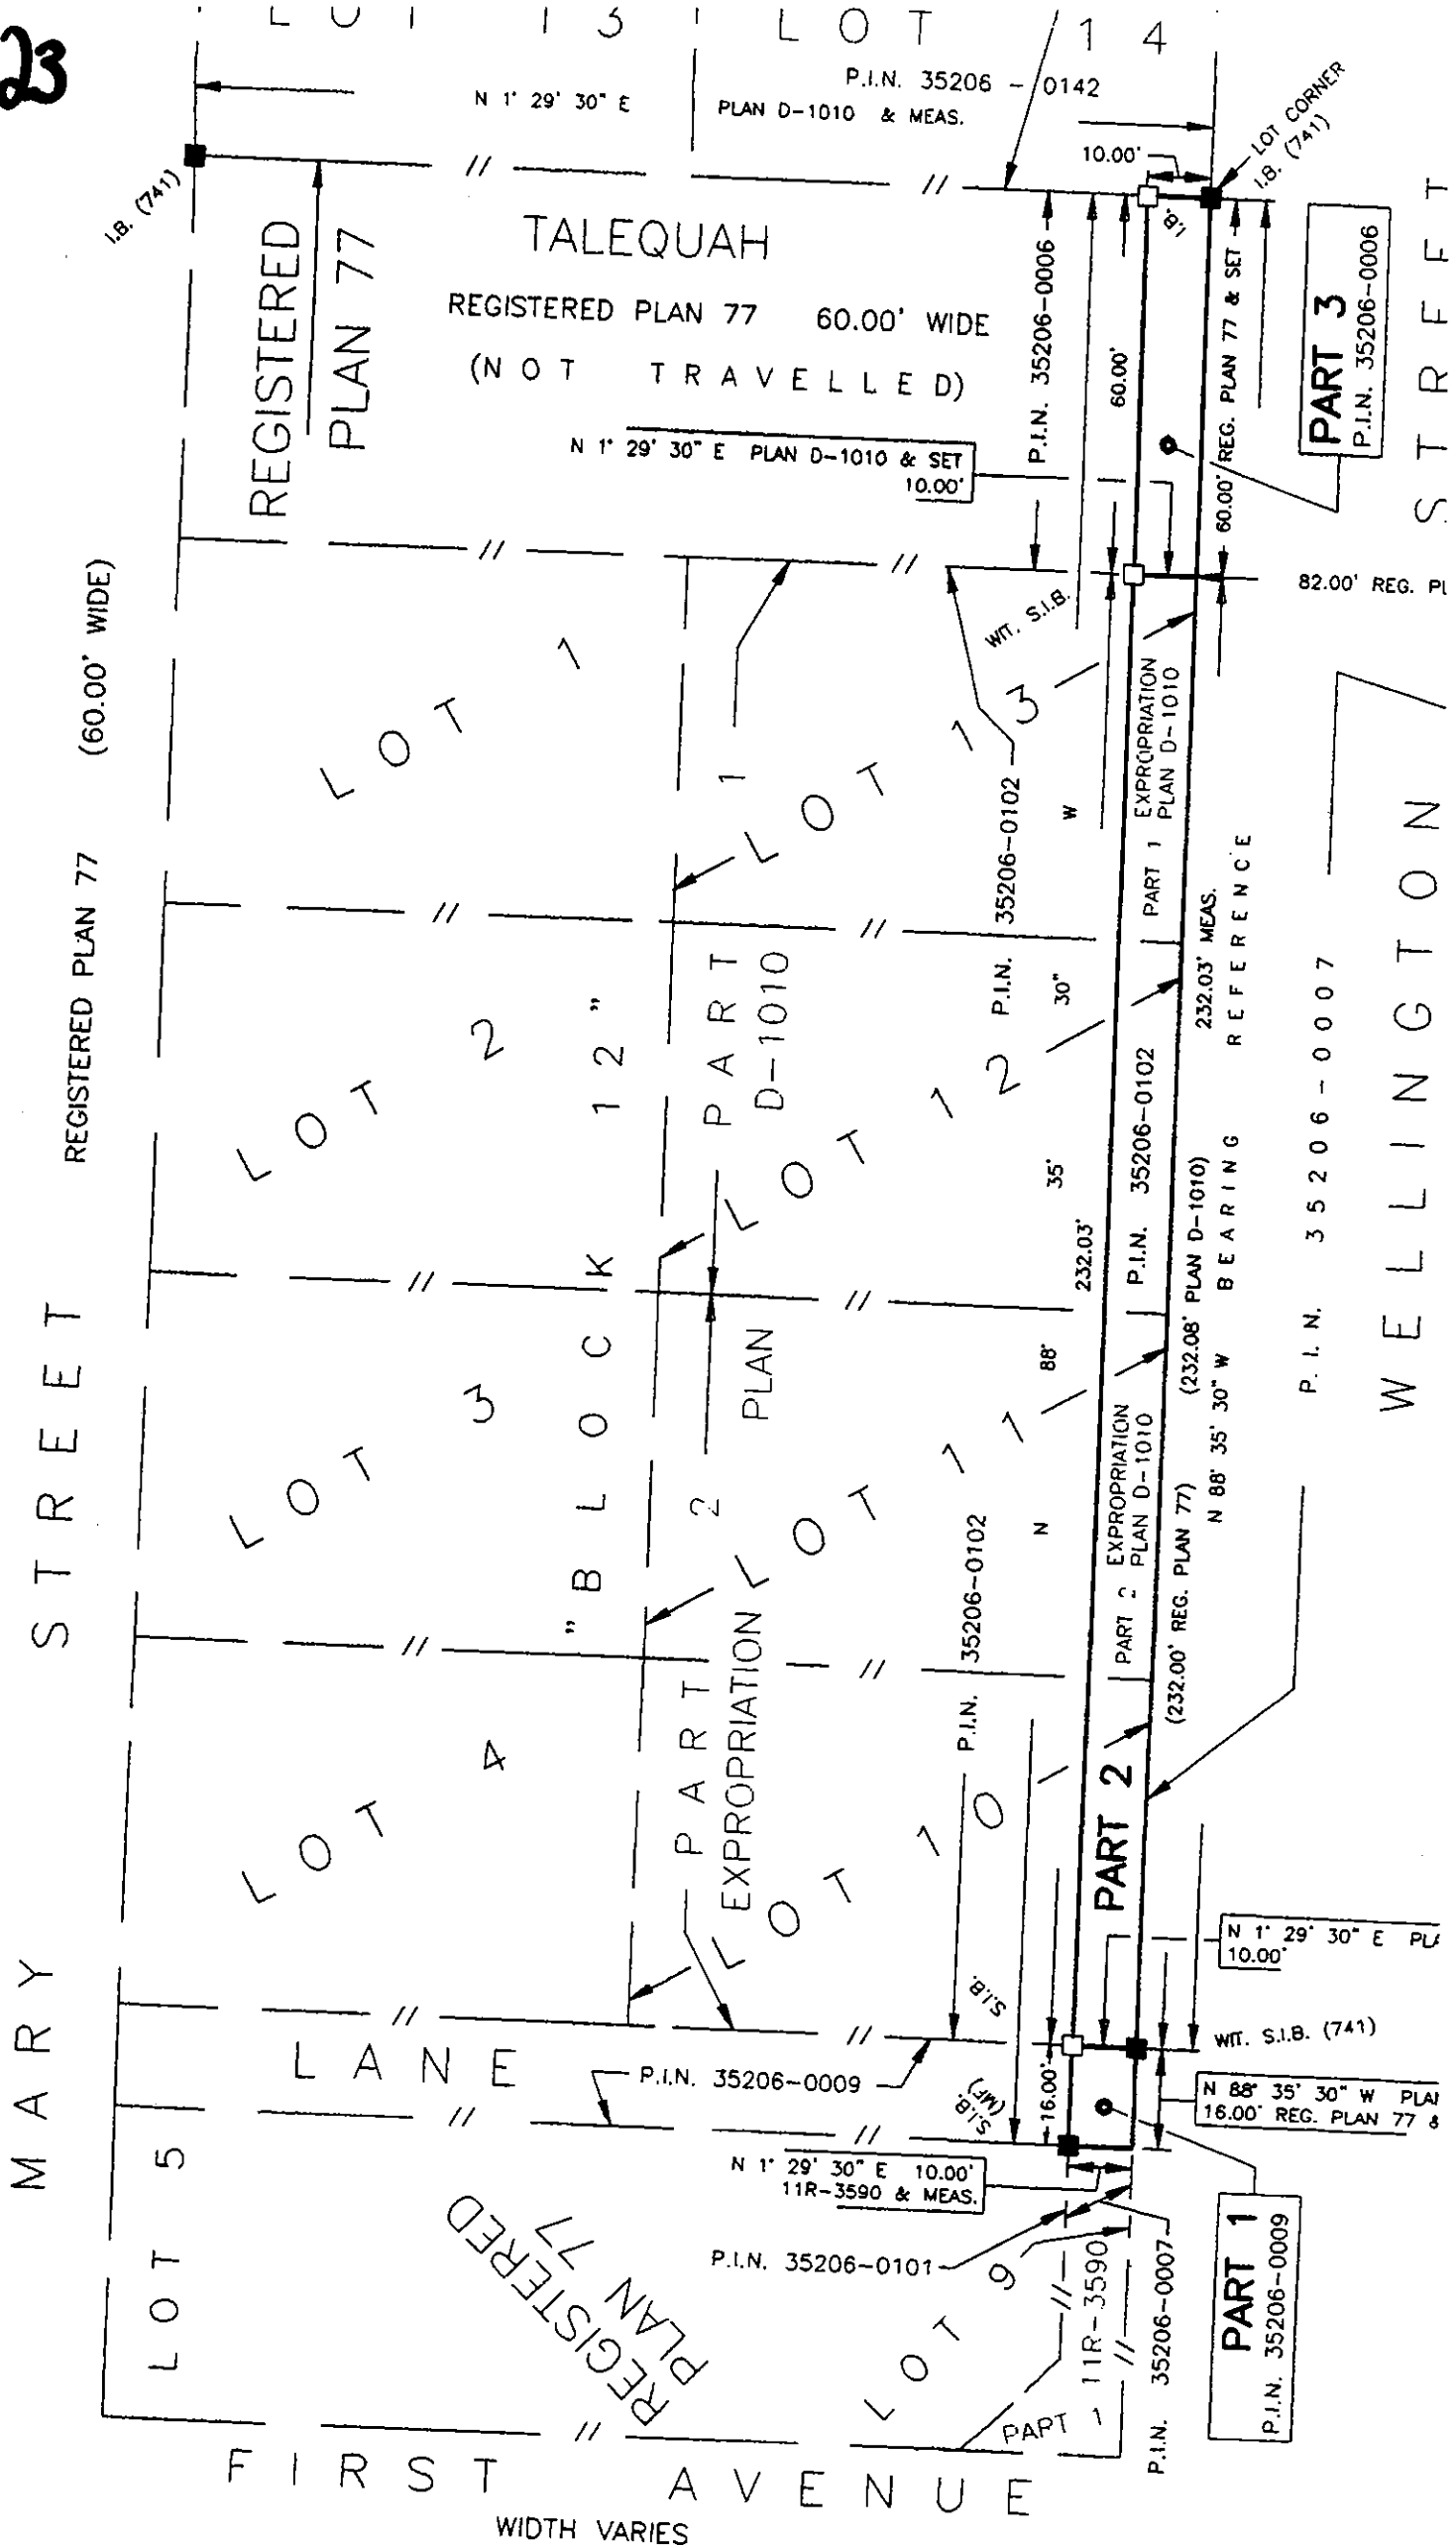 23
LOT 13
LOT 14
P.I.N. 35206 - 0142
N 1° 29' 30" E
PLAN D-1010 & MEAS.
10.00'
LOT CORNER
I.B. (741)
I.B. (741)
I.B.
REGISTERED
PLAN 77
TALEQUAH
REGISTERED PLAN 77 60.00' WIDE
(NOT TRAVELLED)
N 1° 29' 30" E PLAN D-1010 & SET
10.00'
P.I.N. 35206-0006
60.00'
60.00' REG. PLAN 77 & SET
PART 3
P.I.N. 35206-0006
82.00' REG.
WIT. S.I.B.
MARY STREET
REGISTERED PLAN 77 (60.00' WIDE)
LOT 1
LOT 2
LOT 3
LOT 4
LOT 5
"BLOCK 12"
LOT 13
LOT 12
LOT 11
LOT 10
LOT 9
PART 1
PLAN D-1010
PART 2
EXPROPRIATION
P.I.N. 35206-0102
P.I.N. 35206-0102
N 88° 35' 30" W
232.03'
PART 1 EXPROPRIATION
PLAN D-1010
P.I.N. 35206-0102
PART 2 EXPROPRIATION
PLAN D-1010
PART 2
(232.00' REG. PLAN 77) (232.08' PLAN D-1010) 232.03' MEAS.
N 88° 35' 30" W BEARING REFERENCE
P.I.N. 35206-0007
WELLINGTON STREET
N 1° 29' 30" E
10.00'
WIT. S.I.B. (741)
N 88° 35' 30" W
16.00' REG. PLAN 77 &
S.I.B.
S.I.B.
(MF)
16.00'
LANE
P.I.N. 35206-0009
N 1° 29' 30" E 10.00'
11R-3590 & MEAS.
REGISTERED
PLAN 77
P.I.N. 35206-0101
PART 1 11R-3590
P.I.N. 35206-0007
PART 1
P.I.N. 35206-0009
FIRST AVENUE
WIDTH VARIES